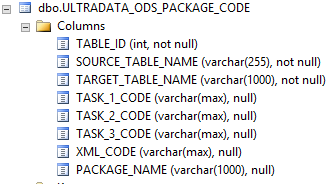 dbo.ULTRADATA_ODS_PACKAGE_CODE
Columns
TABLE_ID (int, not null)
SOURCE_TABLE_NAME (varchar(255), not null)
TARGET_TABLE_NAME (varchar(1000), not null)
TASK_1_CODE (varchar(max), null)
TASK_2_CODE (varchar(max), null)
TASK_3_CODE (varchar(max), null)
XML_CODE (varchar(max), null)
PACKAGE_NAME (varchar(1000), null)